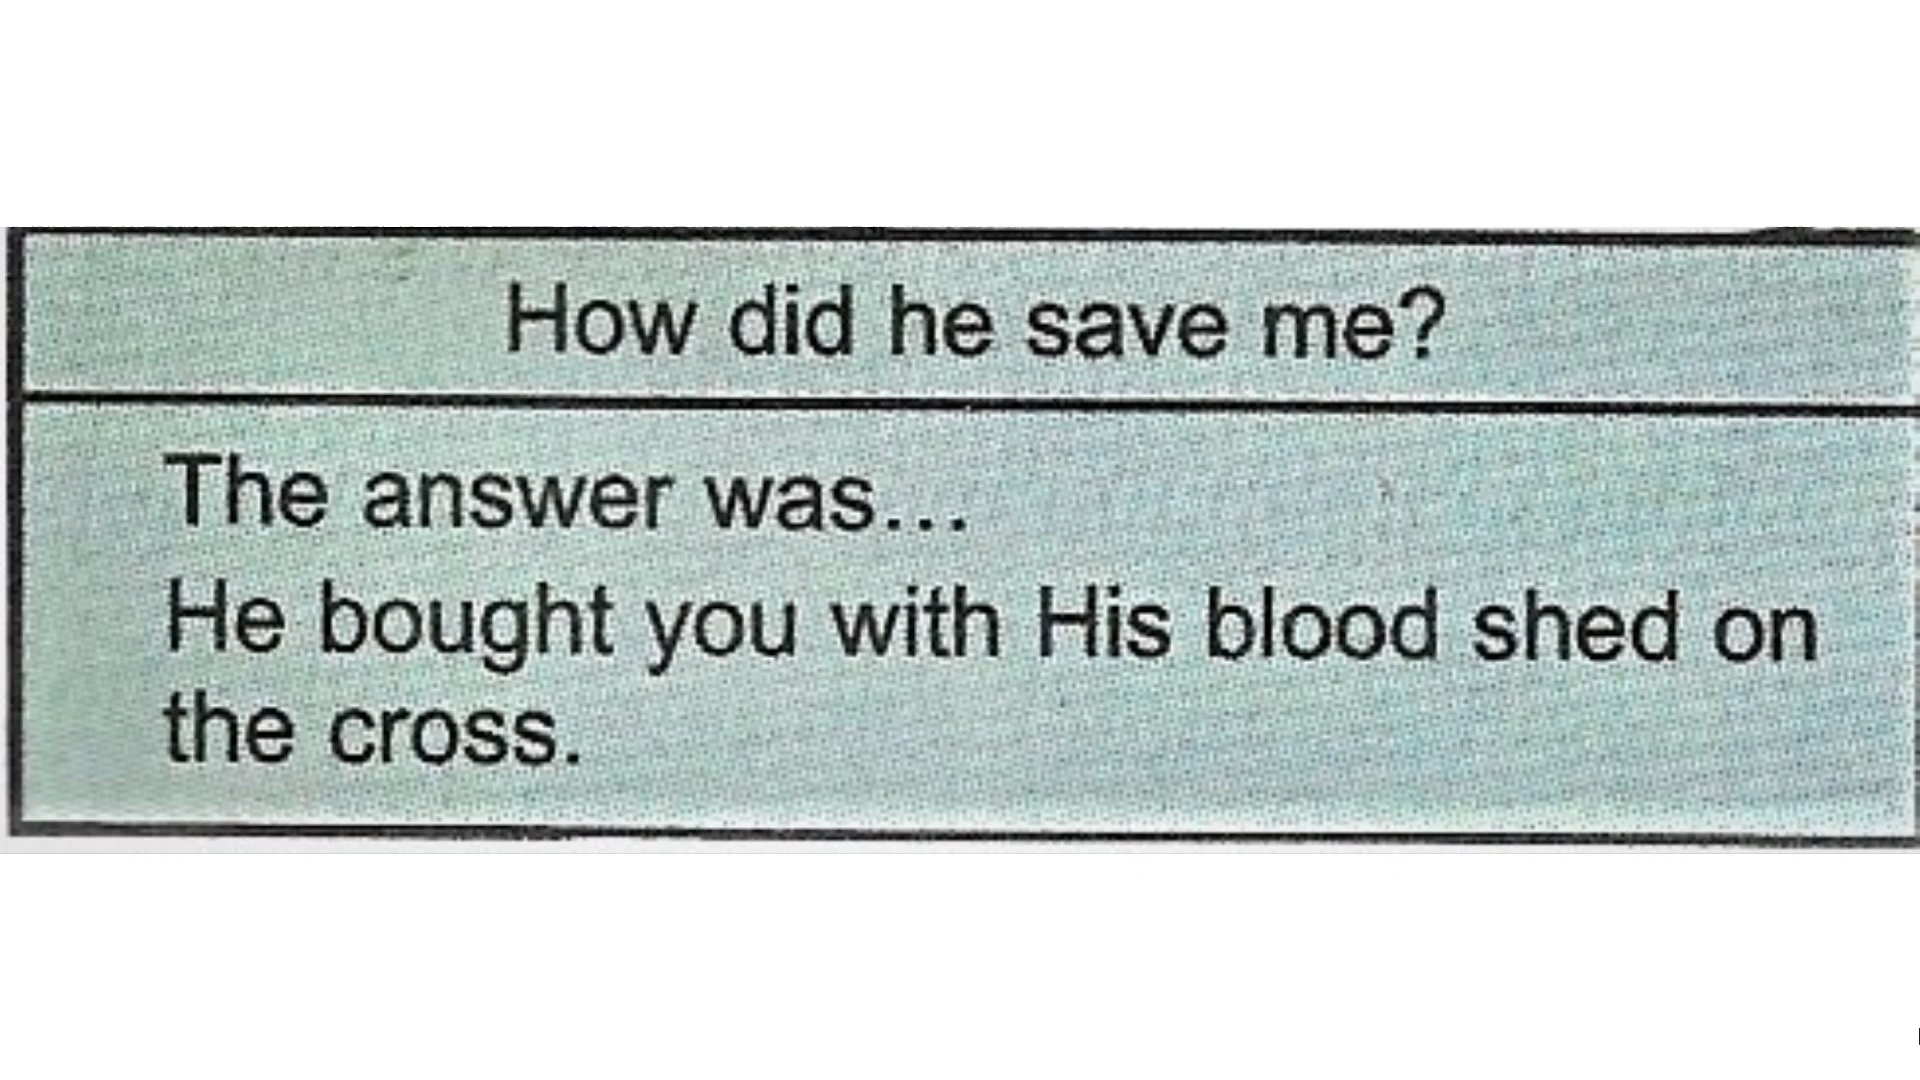 How did he save me?
The answer was...
He bought you with His blood shed on
the cross.